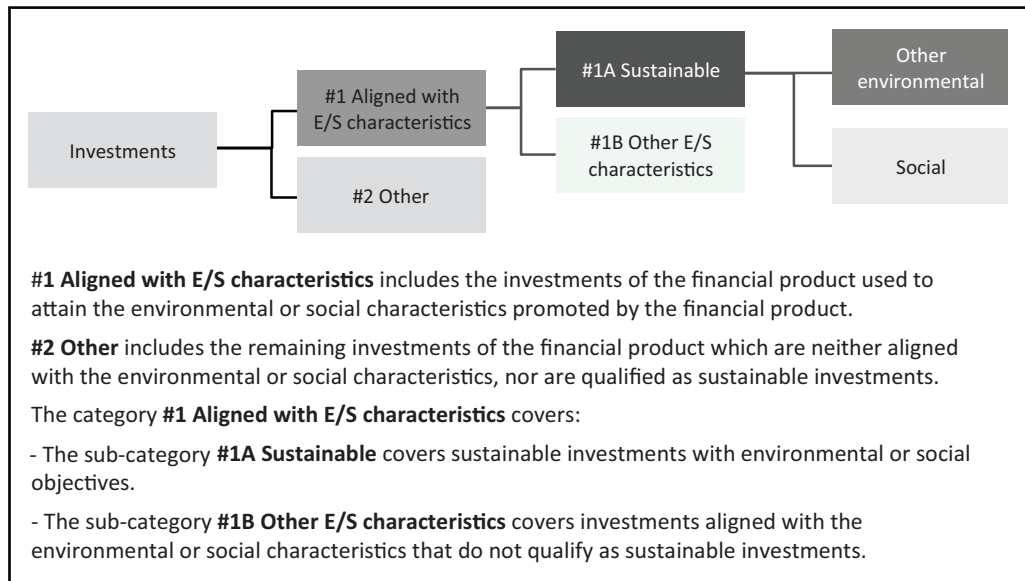 Investments
#1 Aligned with
E/S characteristics
#2 Other
#1A Sustainable
#1B Other E/S
characteristics
Other
environmental
Social
#1 Aligned with E/S characteristics includes the investments of the financial product used to
attain the environmental or social characteristics promoted by the financial product.
#2 Other includes the remaining investments of the financial product which are neither aligned
with the environmental or social characteristics, nor are qualified as sustainable investments.
The category #1 Aligned with E/S characteristics covers:
- The sub-category #1A Sustainable covers sustainable investments with environmental or social
objectives.
- The sub-category #1B Other E/S characteristics covers investments aligned with the
environmental or social characteristics that do not qualify as sustainable investments.